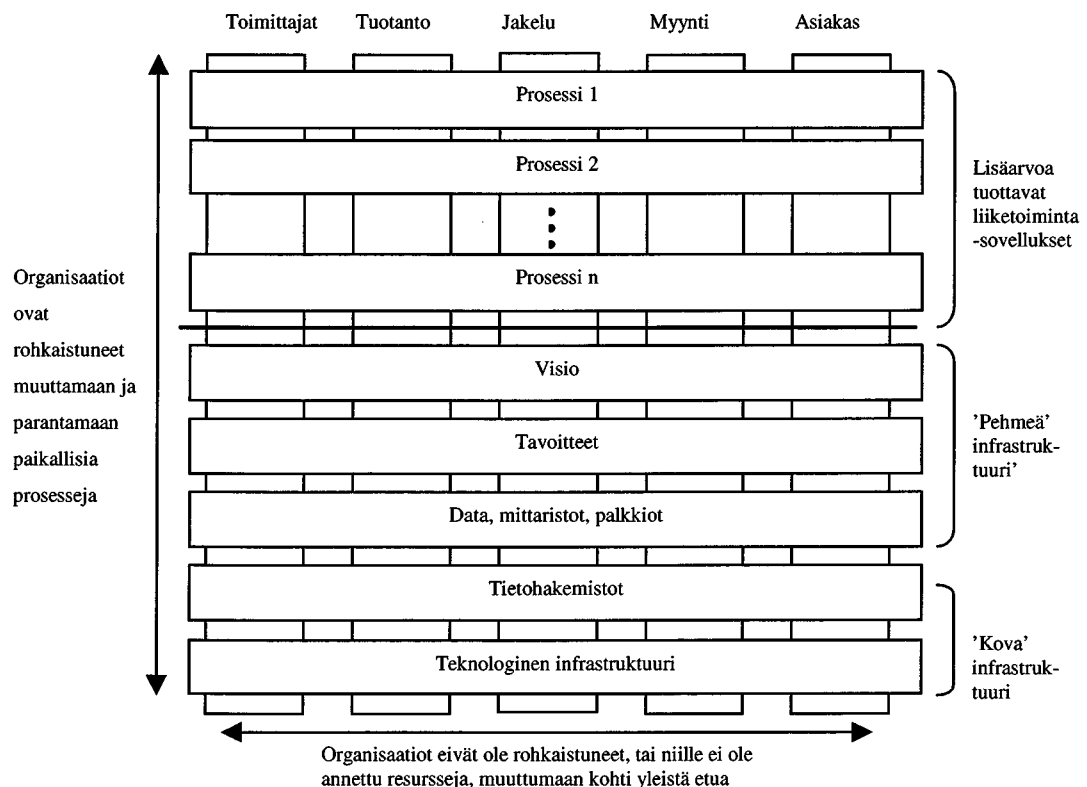 Toimittajat Tuotanto Jakelu Myynti Asiakas
Prosessi 1
Prosessi 2
Prosessi n
Lisäarvoa
tuottavat
liiketoiminta
-sovellukset
Organisaatiot
ovat
rohkaistuneet
muuttamaan ja
parantamaan
paikallisia
prosesseja
Visio
Tavoitteet
Data, mittaristot, palkkiot
'Pehmeä'
infrastruk-
tuuri'
Tietohakemistot
Teknologinen infrastruktuuri
'Kova'
infrastruk-
tuuri
Organisaatiot eivät ole rohkaistuneet, tai niille ei ole
annettu resursseja, muuttumaan kohti yleistä etua